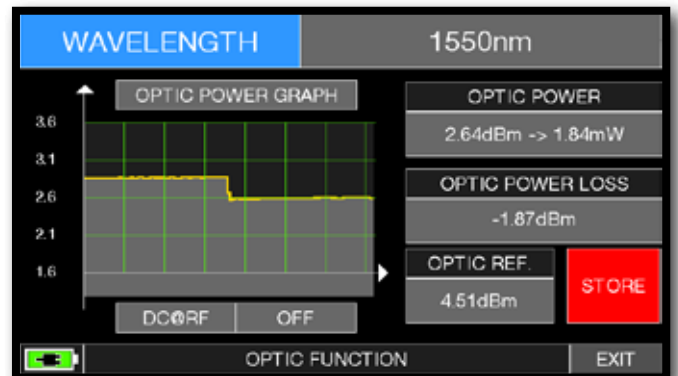 WAVELENGTH 1550nm
OPTIC POWER GRAPH
3.6
3.1
2.6
2.1
1.6
DC@RF OFF
OPTIC POWER
2.64dBm -> 1.84mW
OPTIC POWER LOSS
-1.87dBm
OPTIC REF.
4.51dBm
STORE
OPTIC FUNCTION
EXIT